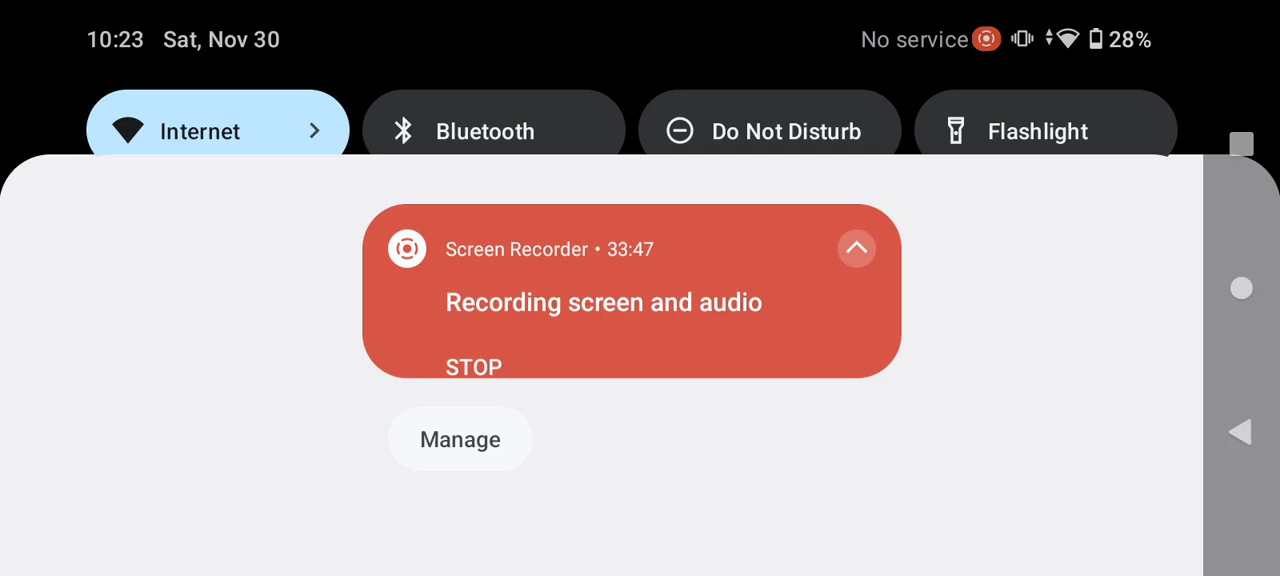 10:23 Sat, Nov 30
No service 28%
Internet Bluetooth Do Not Disturb Flashlight
Screen Recorder • 33:47
Recording screen and audio
STOP
Manage